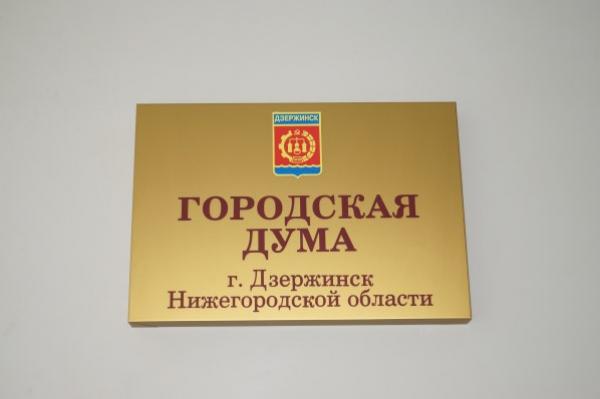 ДЗЕРЖИНСК
ГОРОДСКАЯ
ДУМА
г. Дзержинск
Нижегородской области